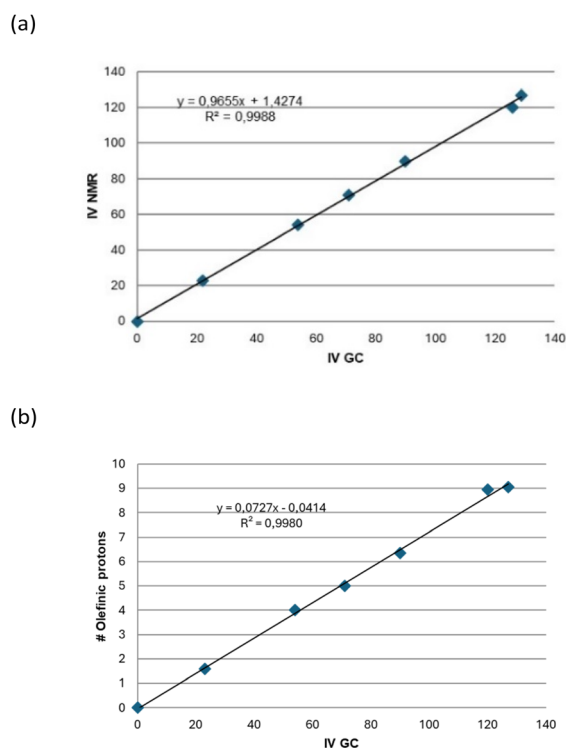 (a)
140
120
100
80
60
40
20
0
IV NMR
y = 0,9655x + 1,4274
R² = 0,9988
0 20 40 60 80 100 120 140
IV GC
(b)
10
9
8
7
6
5
4
3
2
1
0
# Olefinic protons
y = 0,0727x - 0,0414
R² = 0,9980
0 20 40 60 80 100 120 140
IV GC